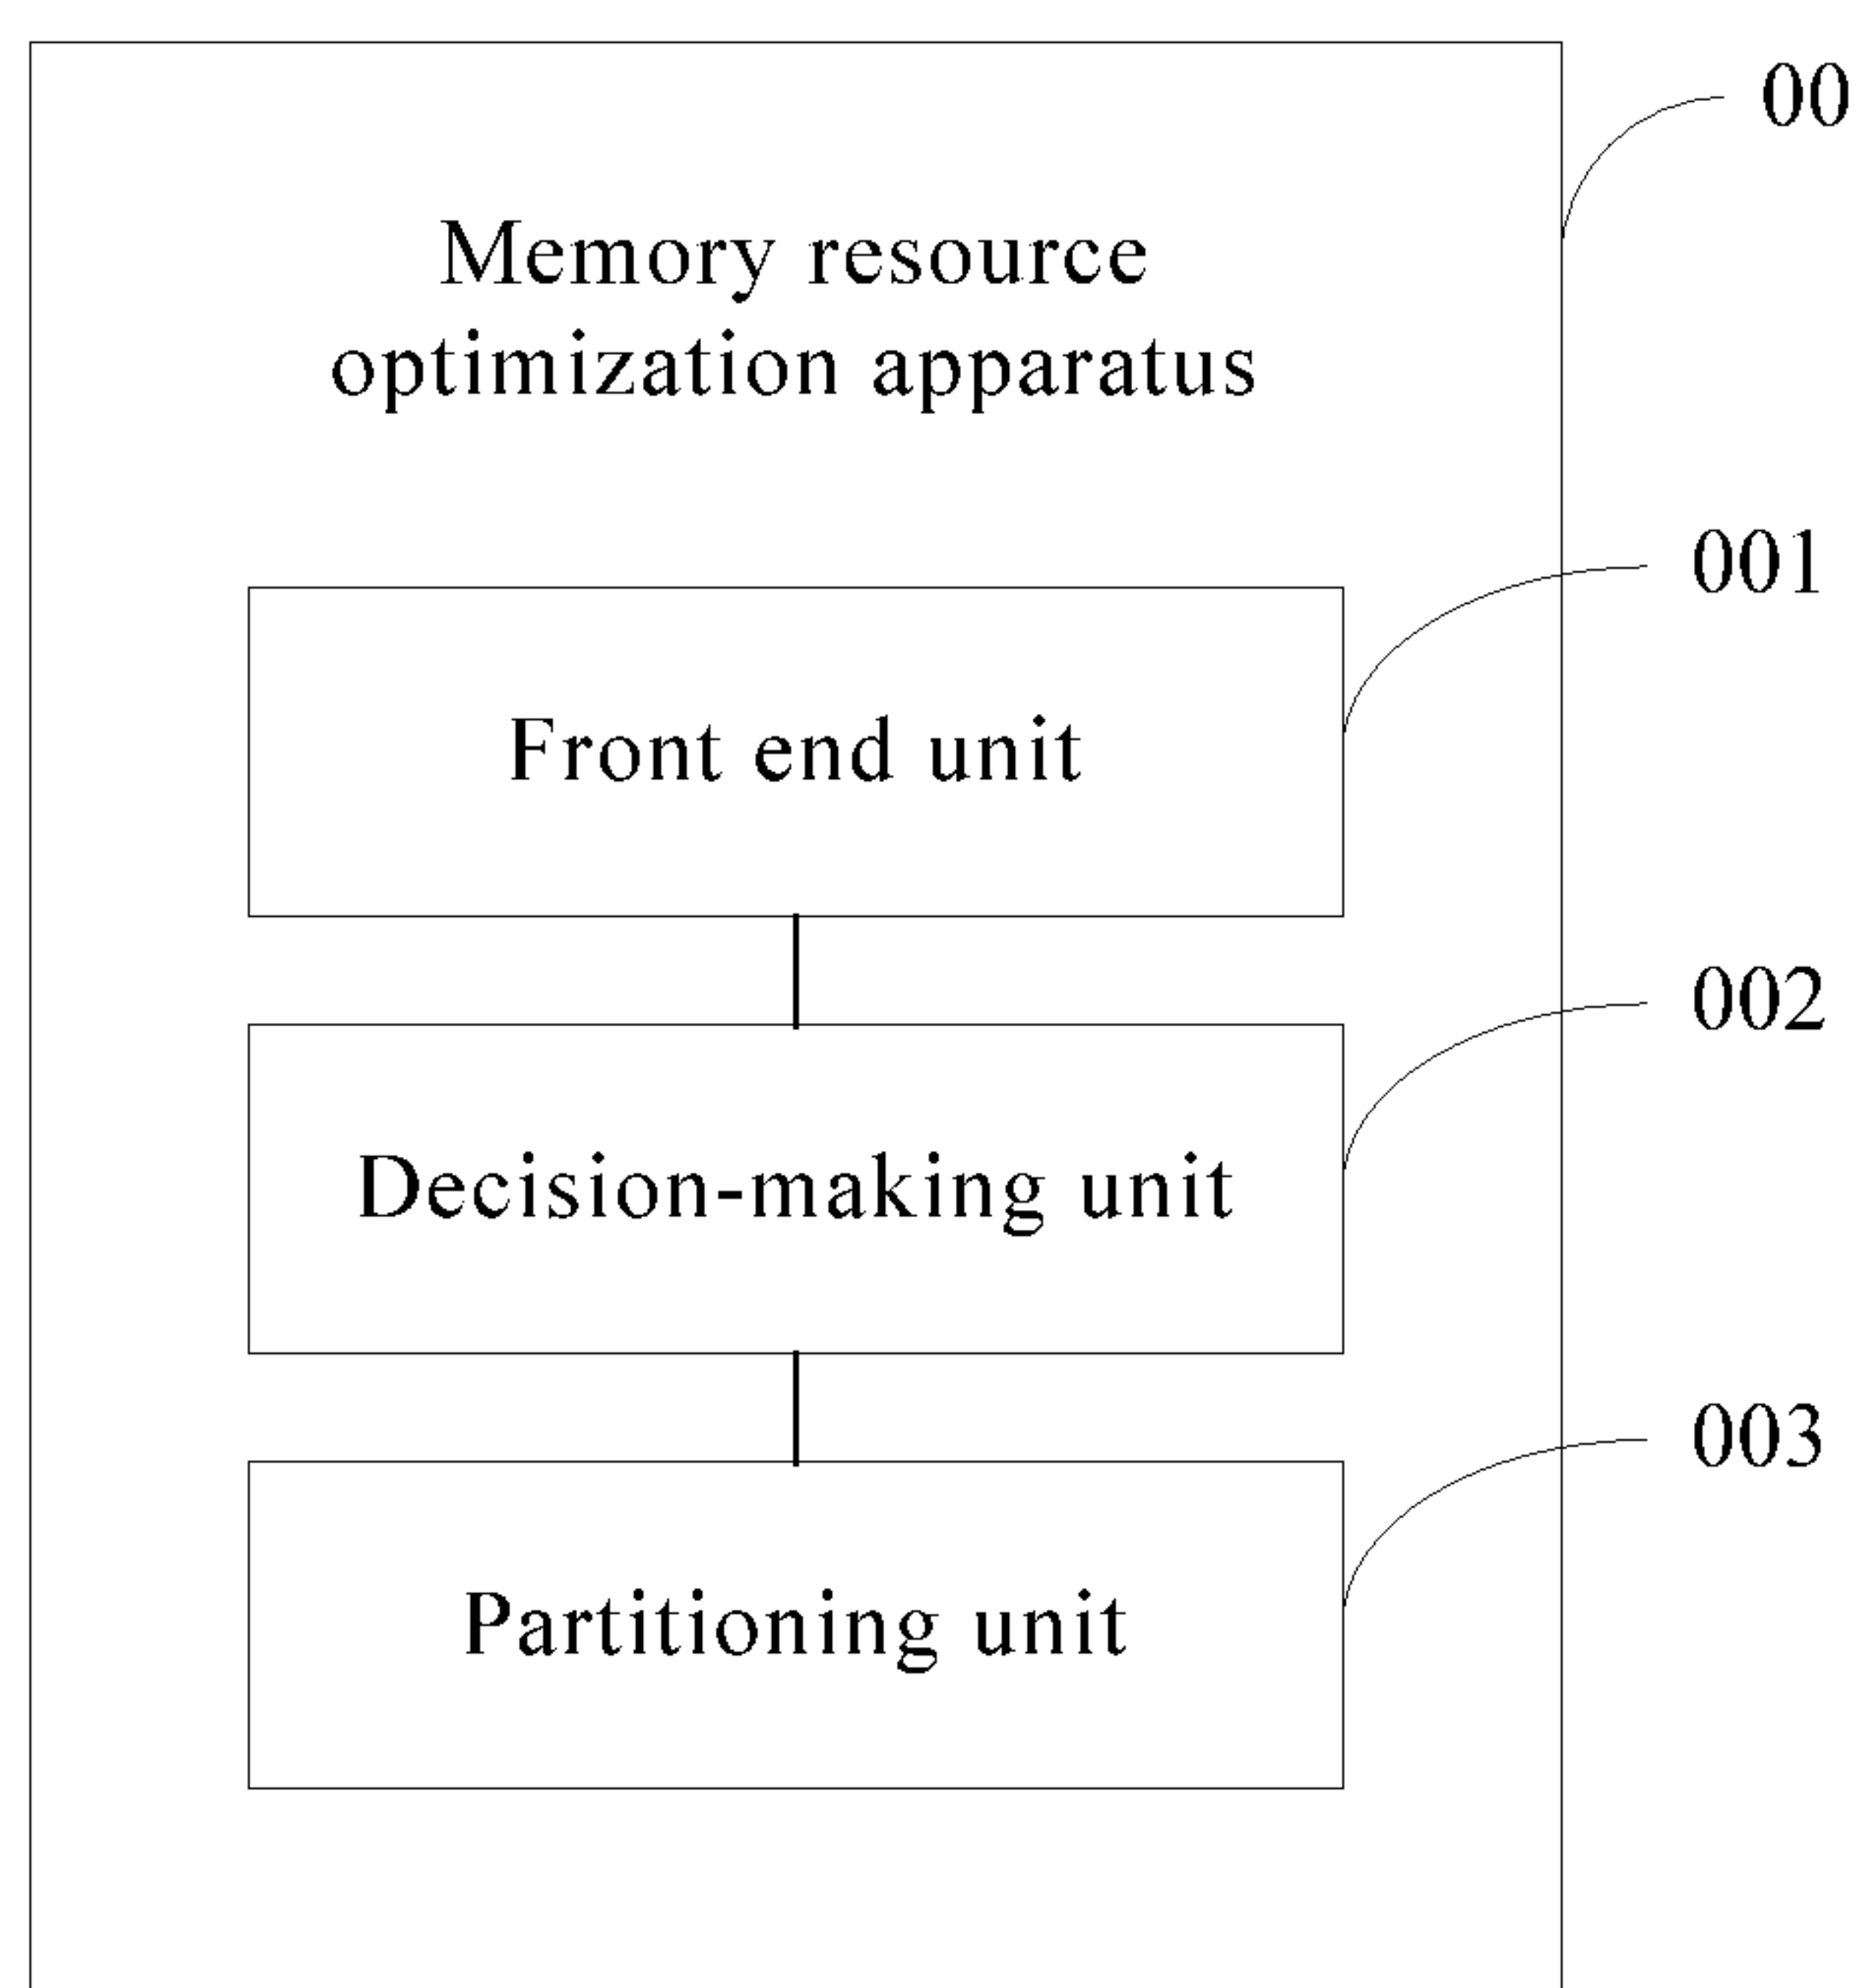 00
Memory resource
optimization apparatus
001
Front end unit
002
Decision-making unit
003
Partitioning unit